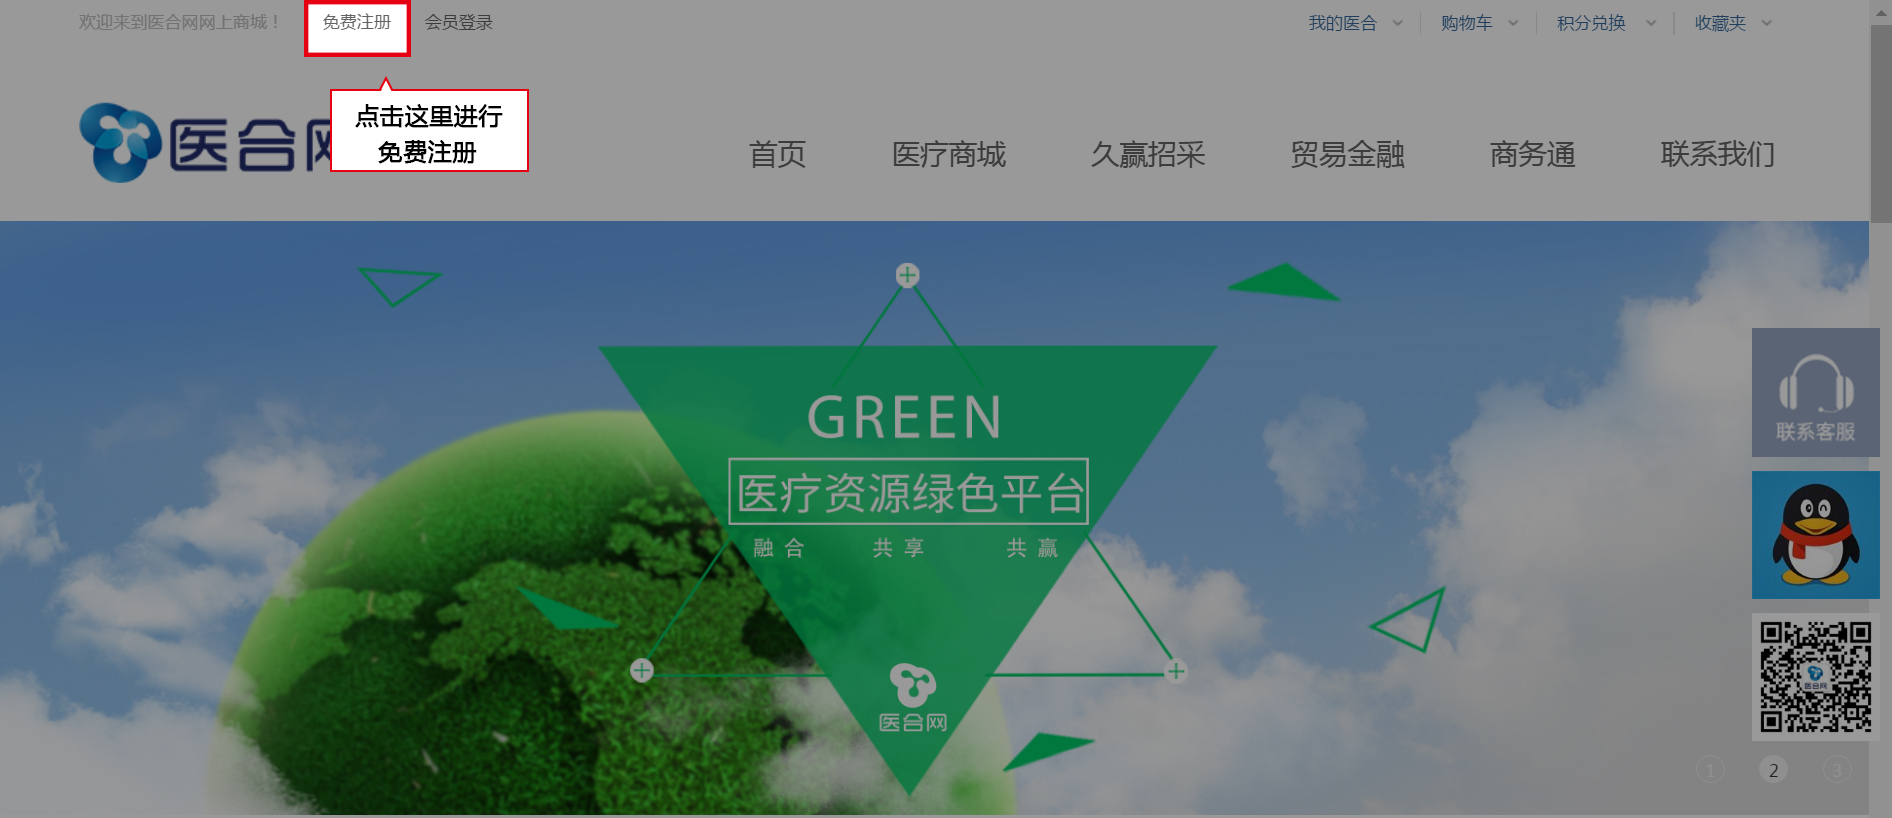 欢迎来到医合网网上商城！ 免费注册 会员登录 我的医合 购物车 积分兑换 收藏夹
点击这里进行
免费注册
医合网
首页 医疗商城 久赢招采 贸易金融 商务通 联系我们
GREEN
医疗资源绿色平台
融合 共享 共赢
医合网
联系客服
医合网
1 2 3